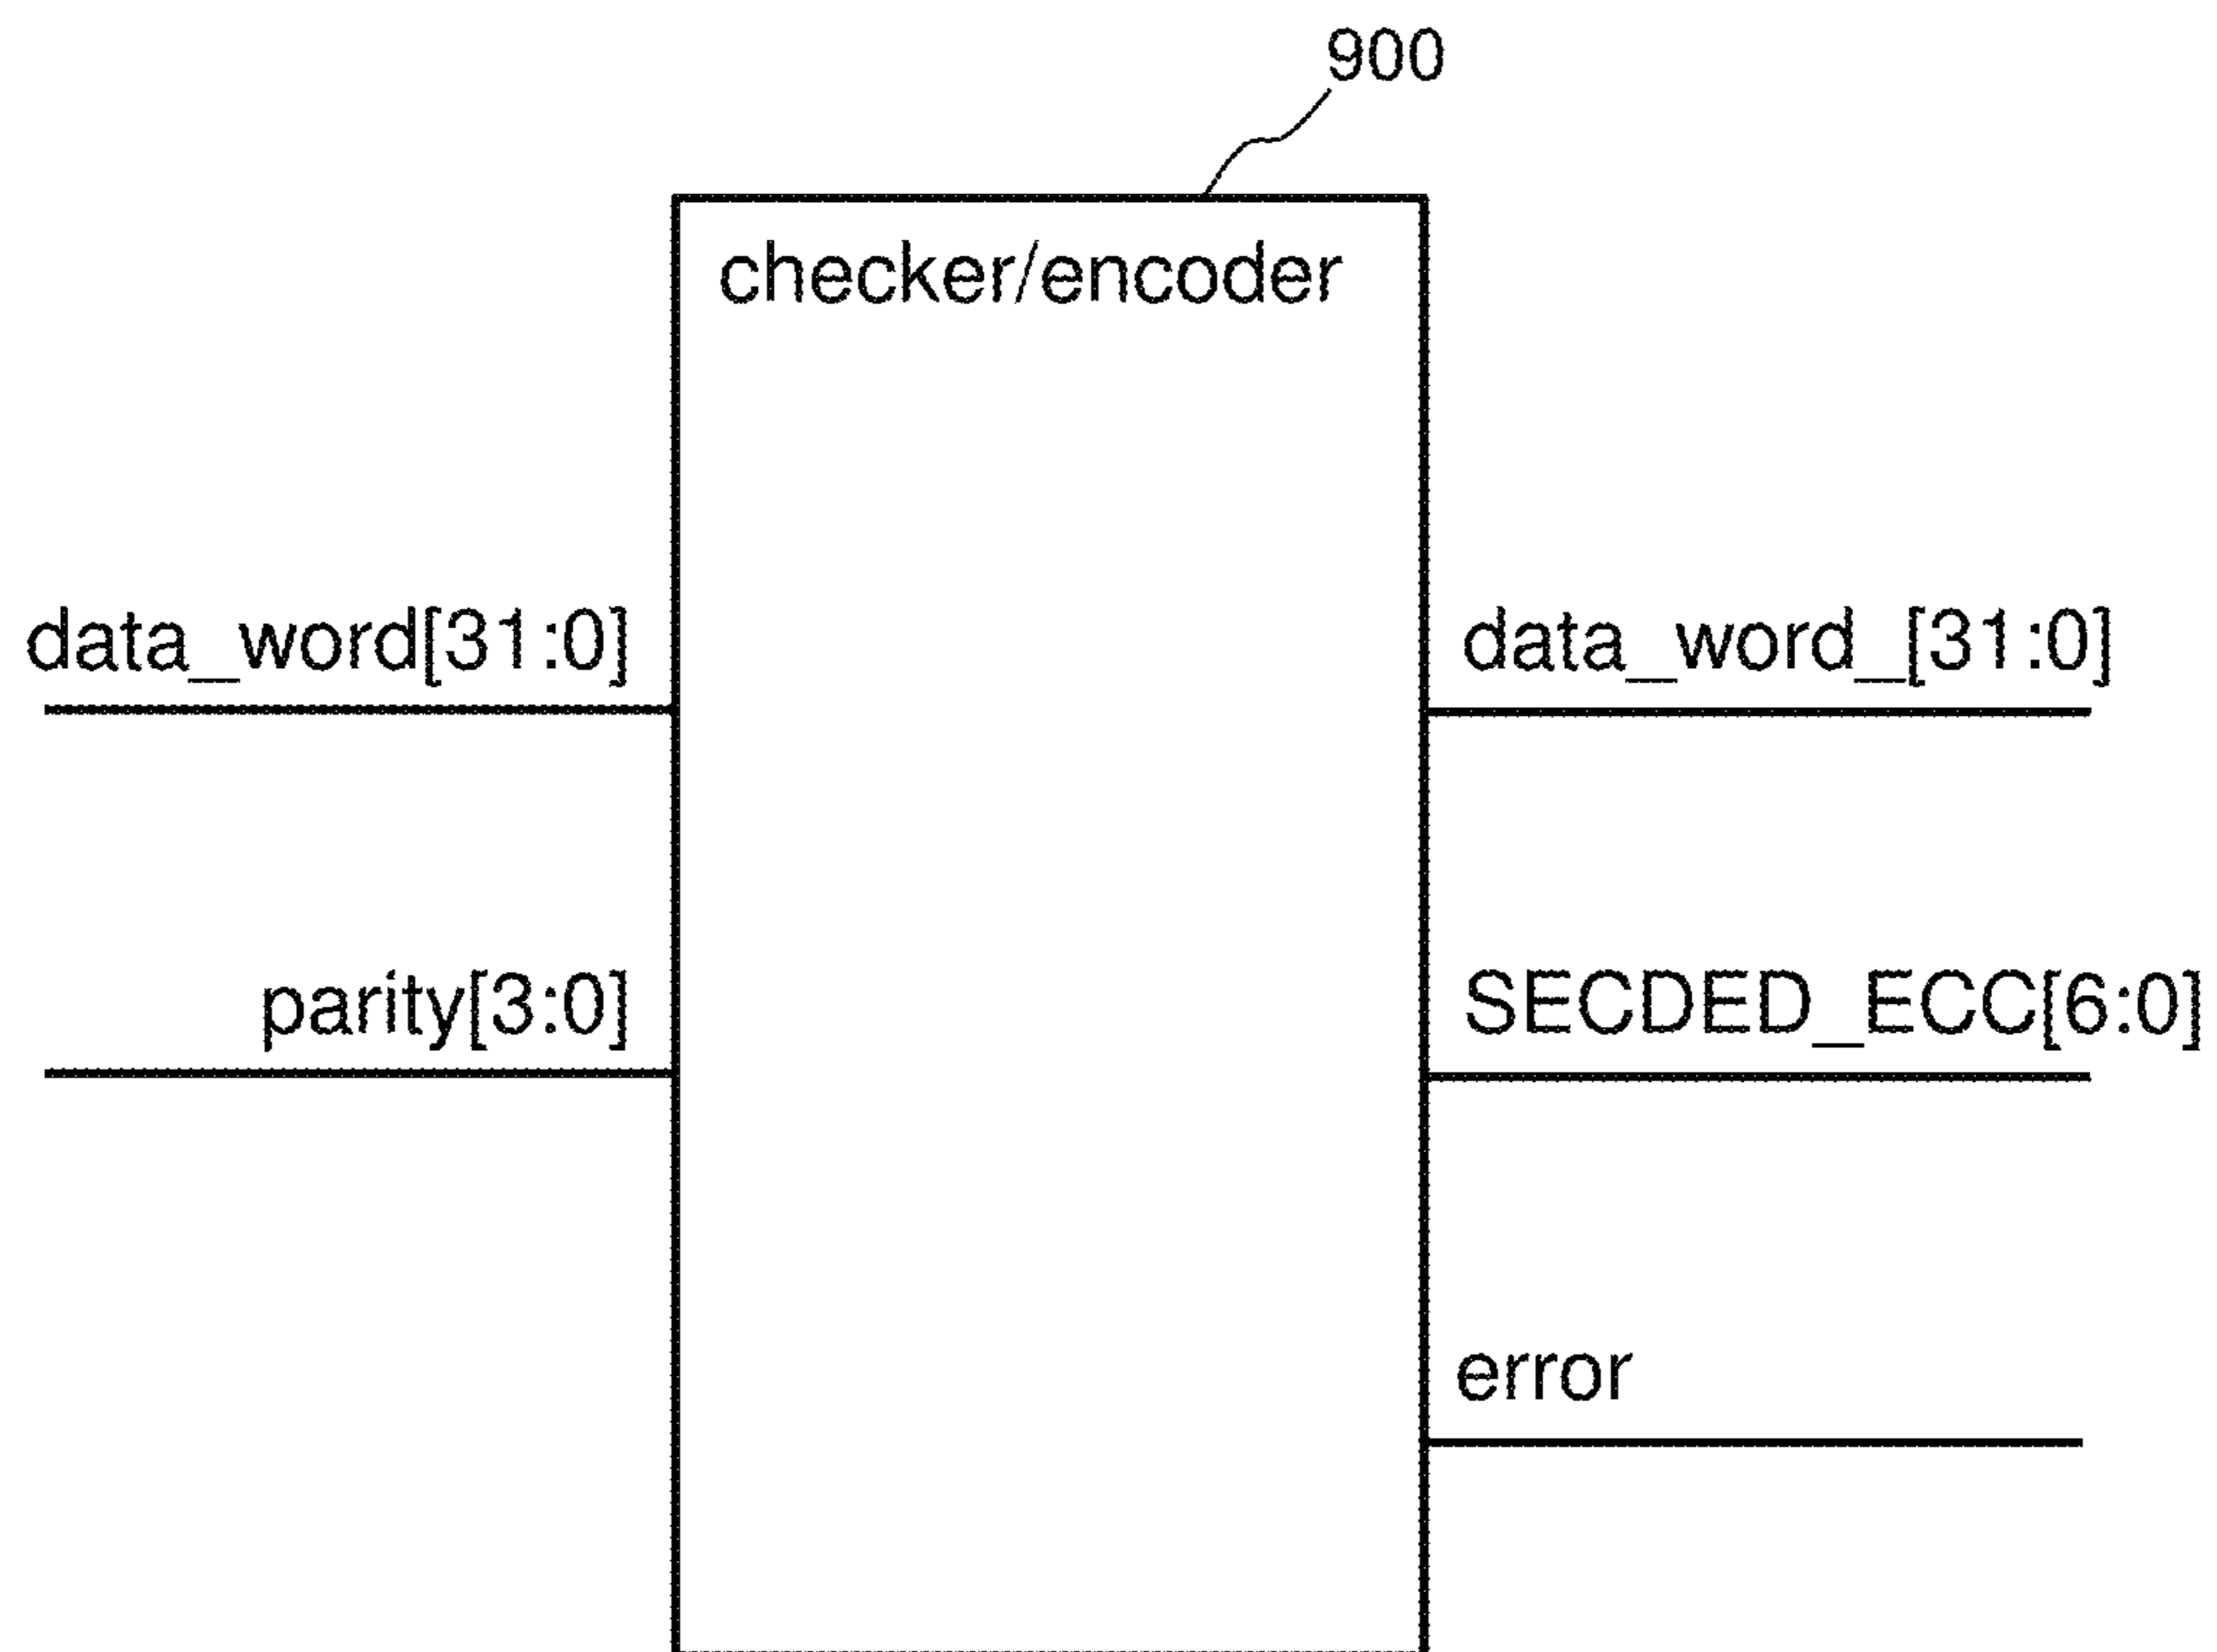 900
checker/encoder
data_word[31:0]
data_word_[31:0]
parity[3:0]
SECDED_ECC[6:0]
error